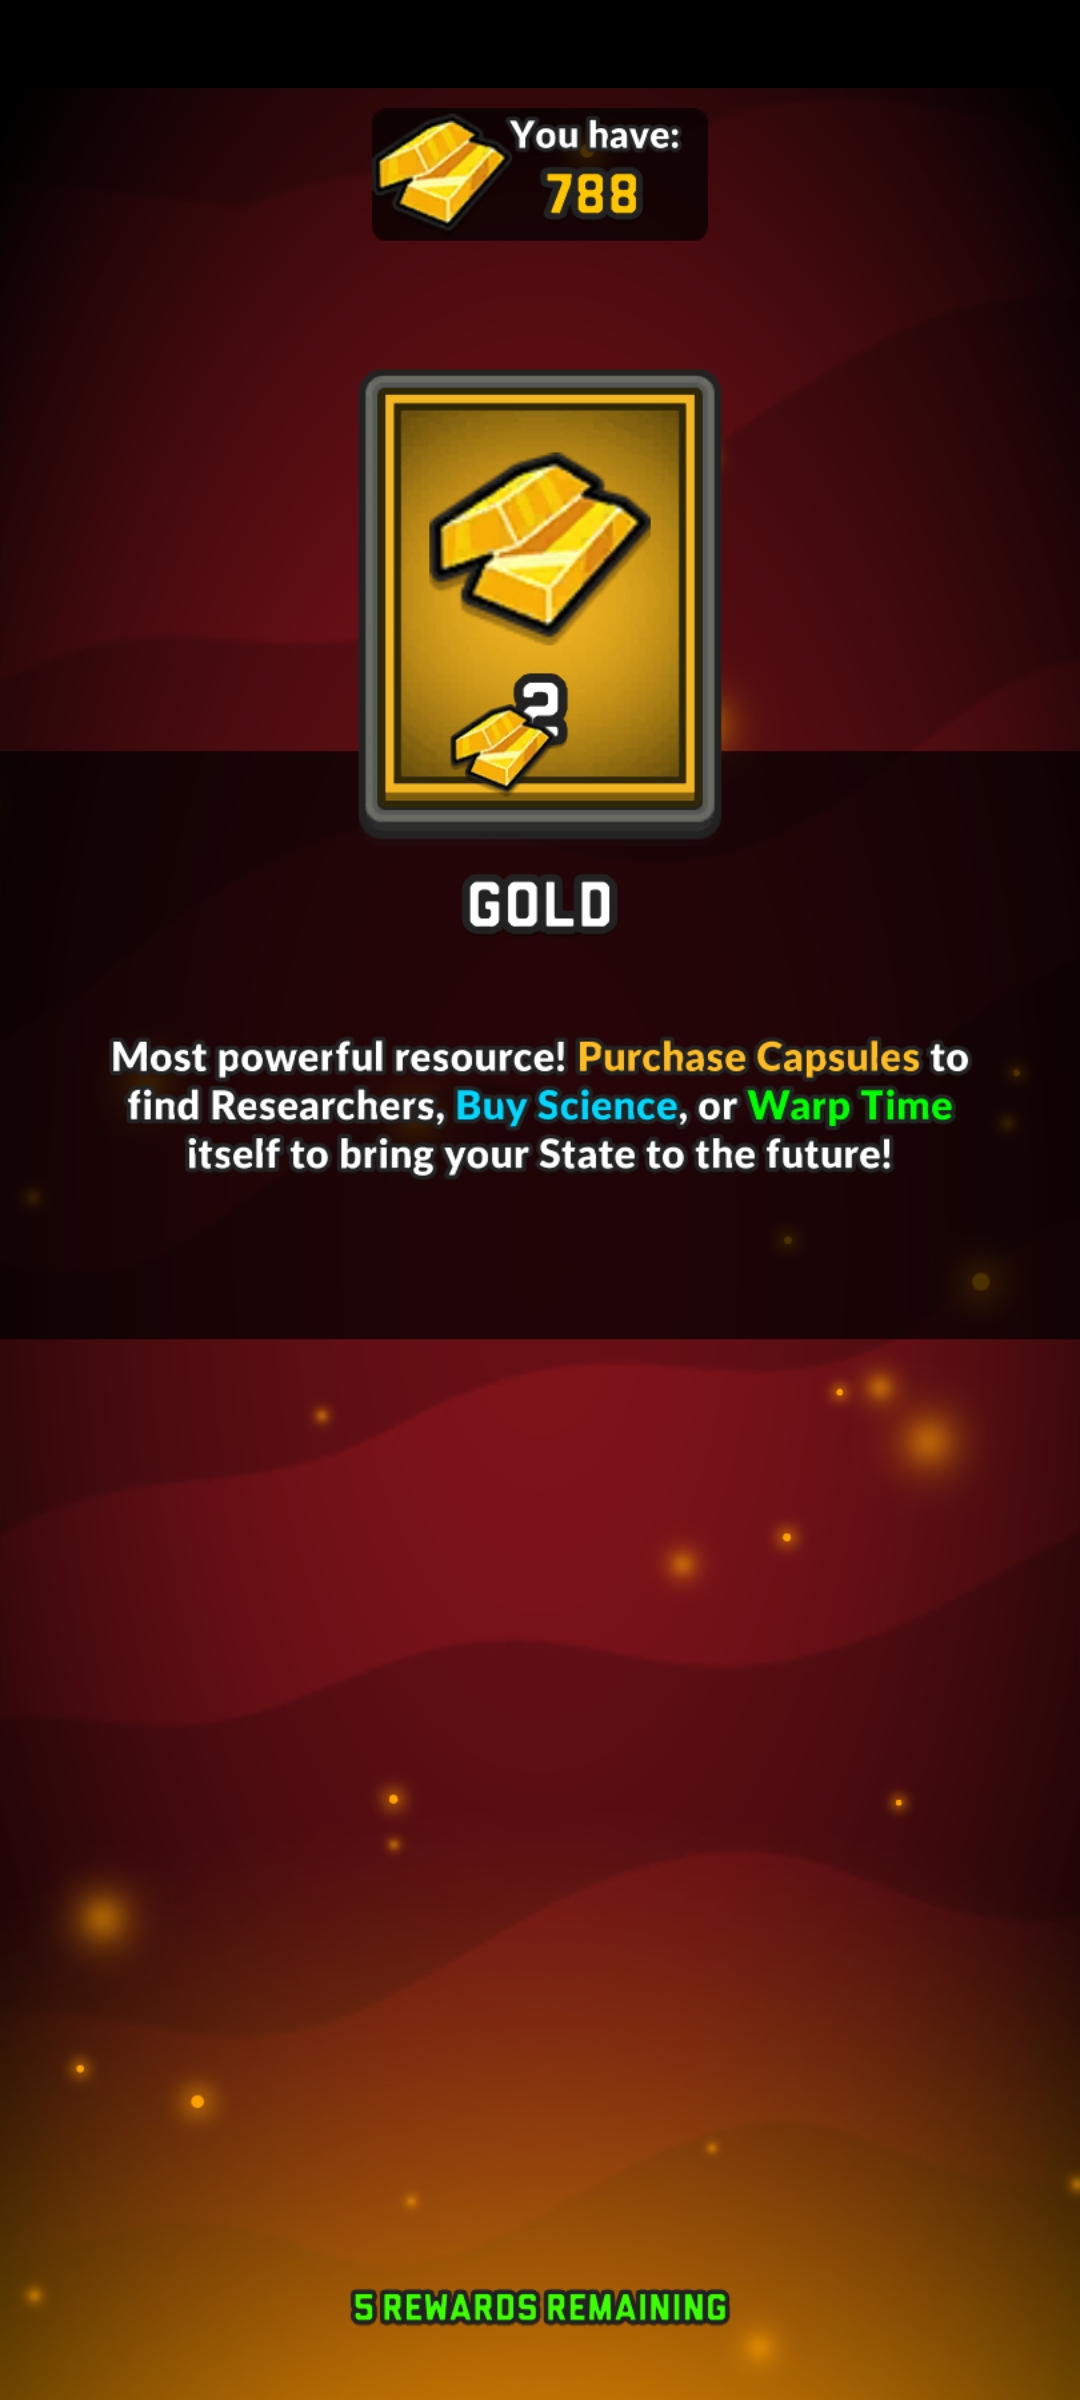 You have:
788
GOLD
Most powerful resource! Purchase Capsules to
find Researchers, Buy Science, or Warp Time
itself to bring your State to the future!
5 REWARDS REMAINING